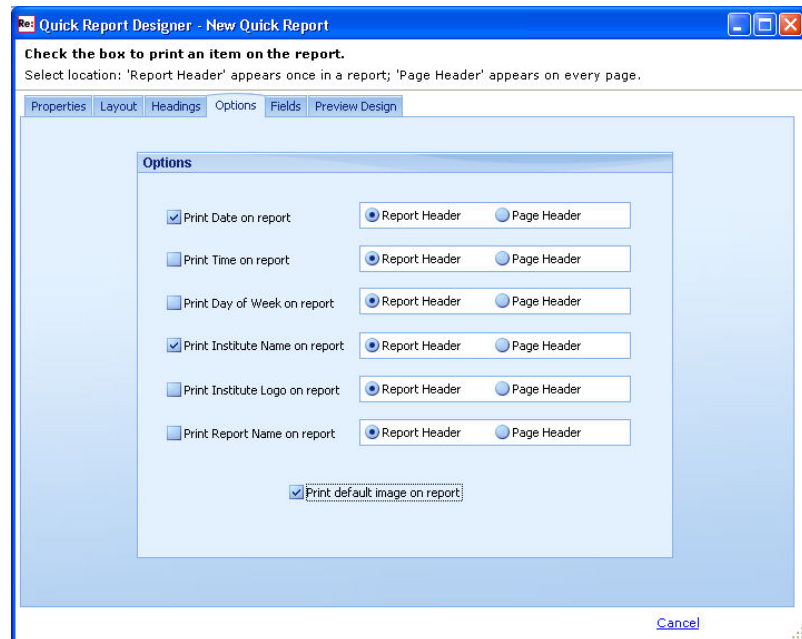 Re: Quick Report Designer - New Quick Report
Check the box to print an item on the report.
Select location: 'Report Header' appears once in a report; 'Page Header' appears on every page.
Properties Layout Headings Options Fields Preview Design
Options
Print Date on report Report Header Page Header
Print Time on report Report Header Page Header
Print Day of Week on report Report Header Page Header
Print Institute Name on report Report Header Page Header
Print Institute Logo on report Report Header Page Header
Print Report Name on report Report Header Page Header
Print default image on report
Cancel